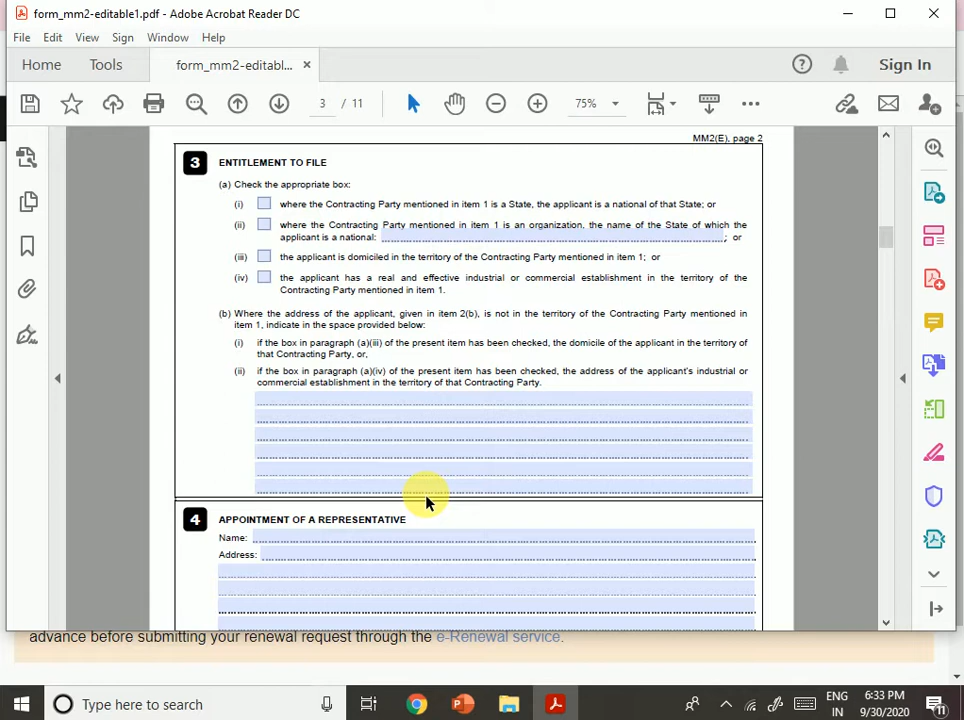 form_mm2-editable1.pdf - Adobe Acrobat Reader DC
File Edit View Sign Window Help
Home Tools form_mm2-editabl... × Sign In
3 / 11 75%
MM2(E), page 2
3 ENTITLEMENT TO FILE
(a) Check the appropriate box:
(i) where the Contracting Party mentioned in item 1 is a State, the applicant is a national of that State; or
(ii) where the Contracting Party mentioned in item 1 is an organization, the name of the State of which the
applicant is a national: ; or
(iii) the applicant is domiciled in the territory of the Contracting Party mentioned in item 1; or
(iv) the applicant has a real and effective industrial or commercial establishment in the territory of the
Contracting Party mentioned in item 1.
(b) Where the address of the applicant, given in item 2(b), is not in the territory of the Contracting Party mentioned in
item 1, indicate in the space provided below:
(i) if the box in paragraph (a)(iii) of the present item has been checked, the domicile of the applicant in the territory of
that Contracting Party, or,
(ii) if the box in paragraph (a)(iv) of the present item has been checked, the address of the applicant's industrial or
commercial establishment in the territory of that Contracting Party.
4 APPOINTMENT OF A REPRESENTATIVE
Name:
Address:
advance before submitting your renewal request through the e-Renewal service.
Type here to search
ENG 6:33 PM
IN 9/30/2020 11